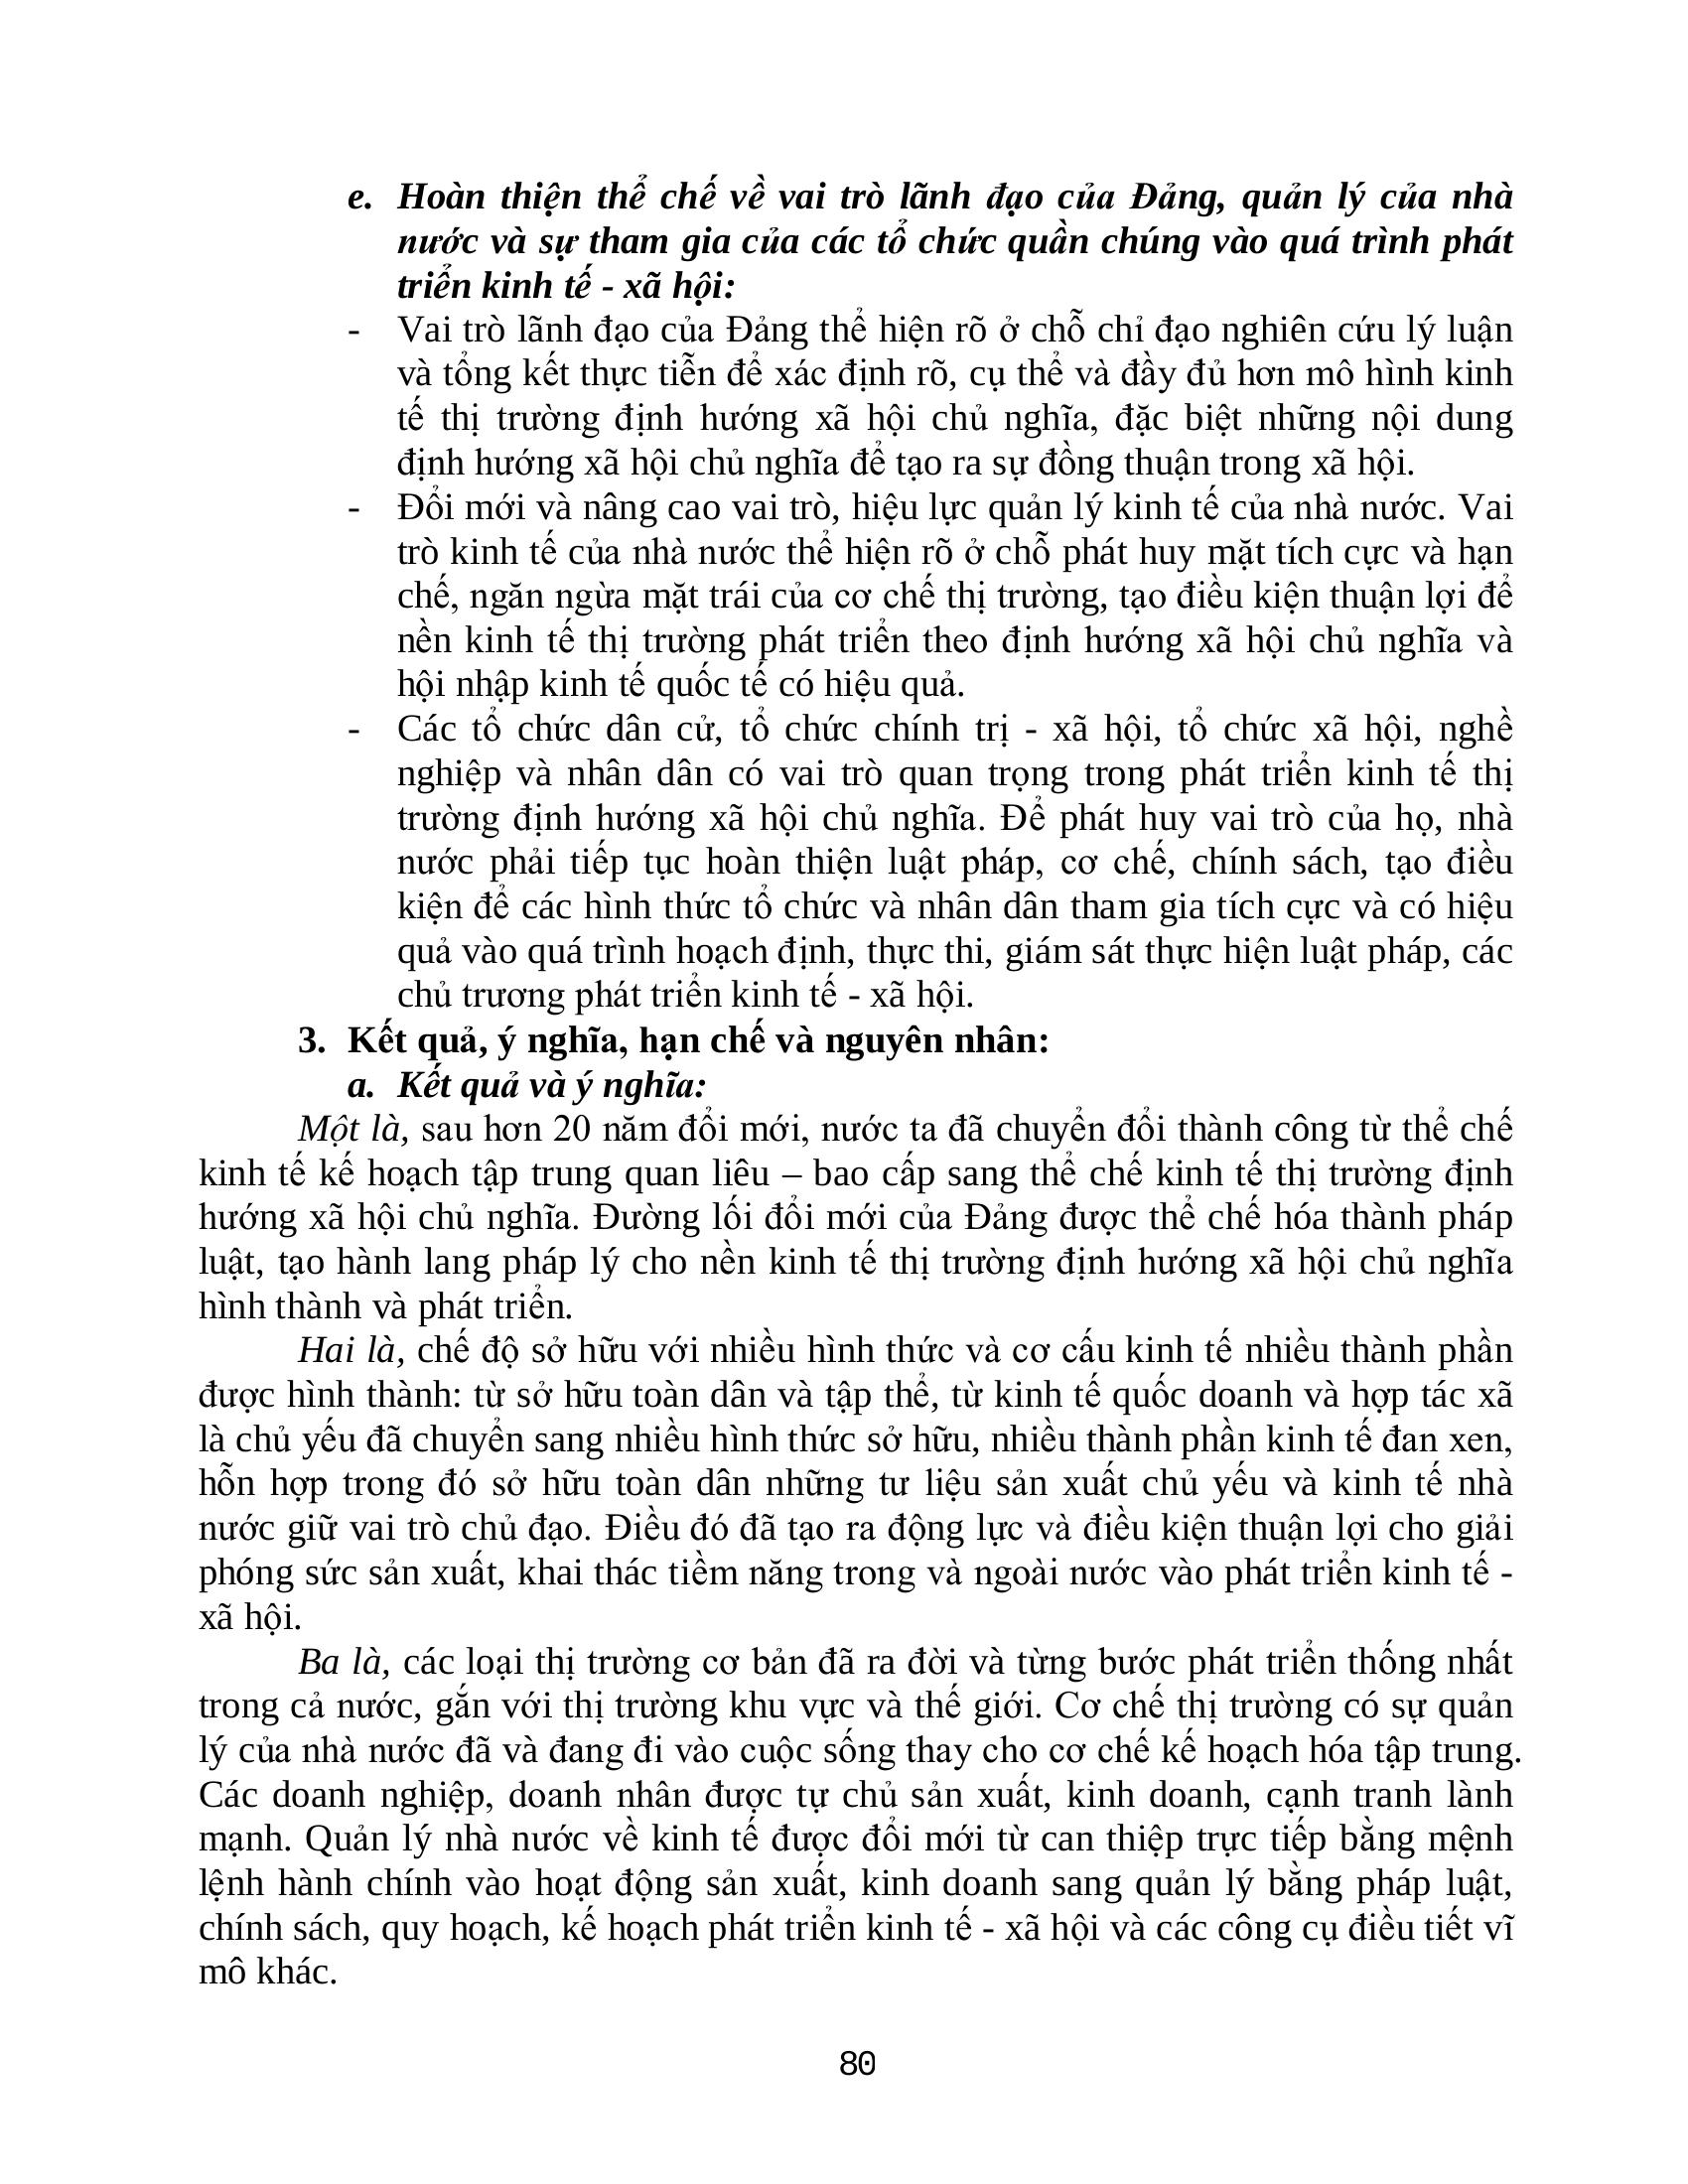 e. Hoàn thiện thể chế về vai trò lãnh đạo của Đảng, quản lý của nhà
nước và sự tham gia của các tổ chức quần chúng vào quá trình phát
triển kinh tế - xã hội:
- Vai trò lãnh đạo của Đảng thể hiện rõ ở chỗ chỉ đạo nghiên cứu lý luận
và tổng kết thực tiễn để xác định rõ, cụ thể và đầy đủ hơn mô hình kinh
tế thị trường định hướng xã hội chủ nghĩa, đặc biệt những nội dung
định hướng xã hội chủ nghĩa để tạo ra sự đồng thuận trong xã hội.
- Đổi mới và nâng cao vai trò, hiệu lực quản lý kinh tế của nhà nước. Vai
trò kinh tế của nhà nước thể hiện rõ ở chỗ phát huy mặt tích cực và hạn
chế, ngăn ngừa mặt trái của cơ chế thị trường, tạo điều kiện thuận lợi để
nền kinh tế thị trường phát triển theo định hướng xã hội chủ nghĩa và
hội nhập kinh tế quốc tế có hiệu quả.
- Các tổ chức dân cử, tổ chức chính trị - xã hội, tổ chức xã hội, nghề
nghiệp và nhân dân có vai trò quan trọng trong phát triển kinh tế thị
trường định hướng xã hội chủ nghĩa. Để phát huy vai trò của họ, nhà
nước phải tiếp tục hoàn thiện luật pháp, cơ chế, chính sách, tạo điều
kiện để các hình thức tổ chức và nhân dân tham gia tích cực và có hiệu
quả vào quá trình hoạch định, thực thi, giám sát thực hiện luật pháp, các
chủ trương phát triển kinh tế - xã hội.
3. Kết quả, ý nghĩa, hạn chế và nguyên nhân:
a. Kết quả và ý nghĩa:
Một là, sau hơn 20 năm đổi mới, nước ta đã chuyển đổi thành công từ thể chế
kinh tế kế hoạch tập trung quan liêu – bao cấp sang thể chế kinh tế thị trường định
hướng xã hội chủ nghĩa. Đường lối đổi mới của Đảng được thể chế hóa thành pháp
luật, tạo hành lang pháp lý cho nền kinh tế thị trường định hướng xã hội chủ nghĩa
hình thành và phát triển.
Hai là, chế độ sở hữu với nhiều hình thức và cơ cấu kinh tế nhiều thành phần
được hình thành: từ sở hữu toàn dân và tập thể, từ kinh tế quốc doanh và hợp tác xã
là chủ yếu đã chuyển sang nhiều hình thức sở hữu, nhiều thành phần kinh tế đan xen,
hỗn hợp trong đó sở hữu toàn dân những tư liệu sản xuất chủ yếu và kinh tế nhà
nước giữ vai trò chủ đạo. Điều đó đã tạo ra động lực và điều kiện thuận lợi cho giải
phóng sức sản xuất, khai thác tiềm năng trong và ngoài nước vào phát triển kinh tế -
xã hội.
Ba là, các loại thị trường cơ bản đã ra đời và từng bước phát triển thống nhất
trong cả nước, gắn với thị trường khu vực và thế giới. Cơ chế thị trường có sự quản
lý của nhà nước đã và đang đi vào cuộc sống thay cho cơ chế kế hoạch hóa tập trung.
Các doanh nghiệp, doanh nhân được tự chủ sản xuất, kinh doanh, cạnh tranh lành
mạnh. Quản lý nhà nước về kinh tế được đổi mới từ can thiệp trực tiếp bằng mệnh
lệnh hành chính vào hoạt động sản xuất, kinh doanh sang quản lý bằng pháp luật,
chính sách, quy hoạch, kế hoạch phát triển kinh tế - xã hội và các công cụ điều tiết vĩ
mô khác.
80